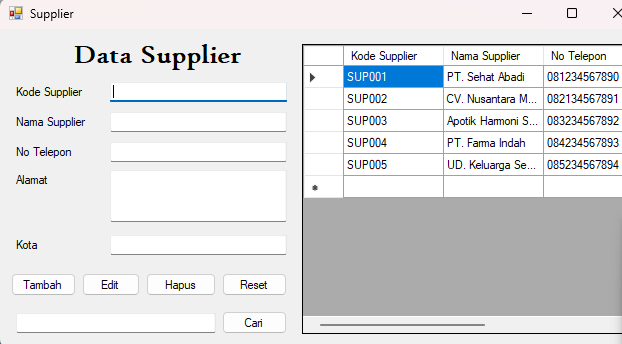 Supplier
Data Supplier
Kode Supplier
Nama Supplier
No Telepon
Alamat
Kota
Tambah Edit Hapus Reset
Cari
Kode Supplier Nama Supplier No Telepon
SUP001 PT. Sehat Abadi 081234567890
SUP002 CV. Nusantara M... 082134567891
SUP003 Apotik Harmoni S... 083234567892
SUP004 PT. Farma Indah 084234567893
SUP005 UD. Keluarga Se... 085234567894